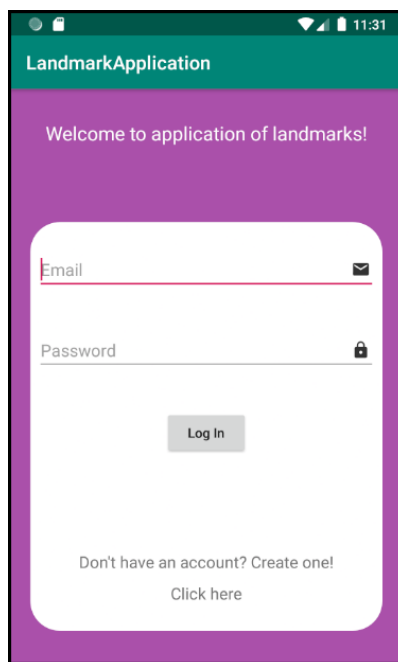 11:31
LandmarkApplication
Welcome to application of landmarks!
Email
Password
Log In
Don't have an account? Create one!
Click here